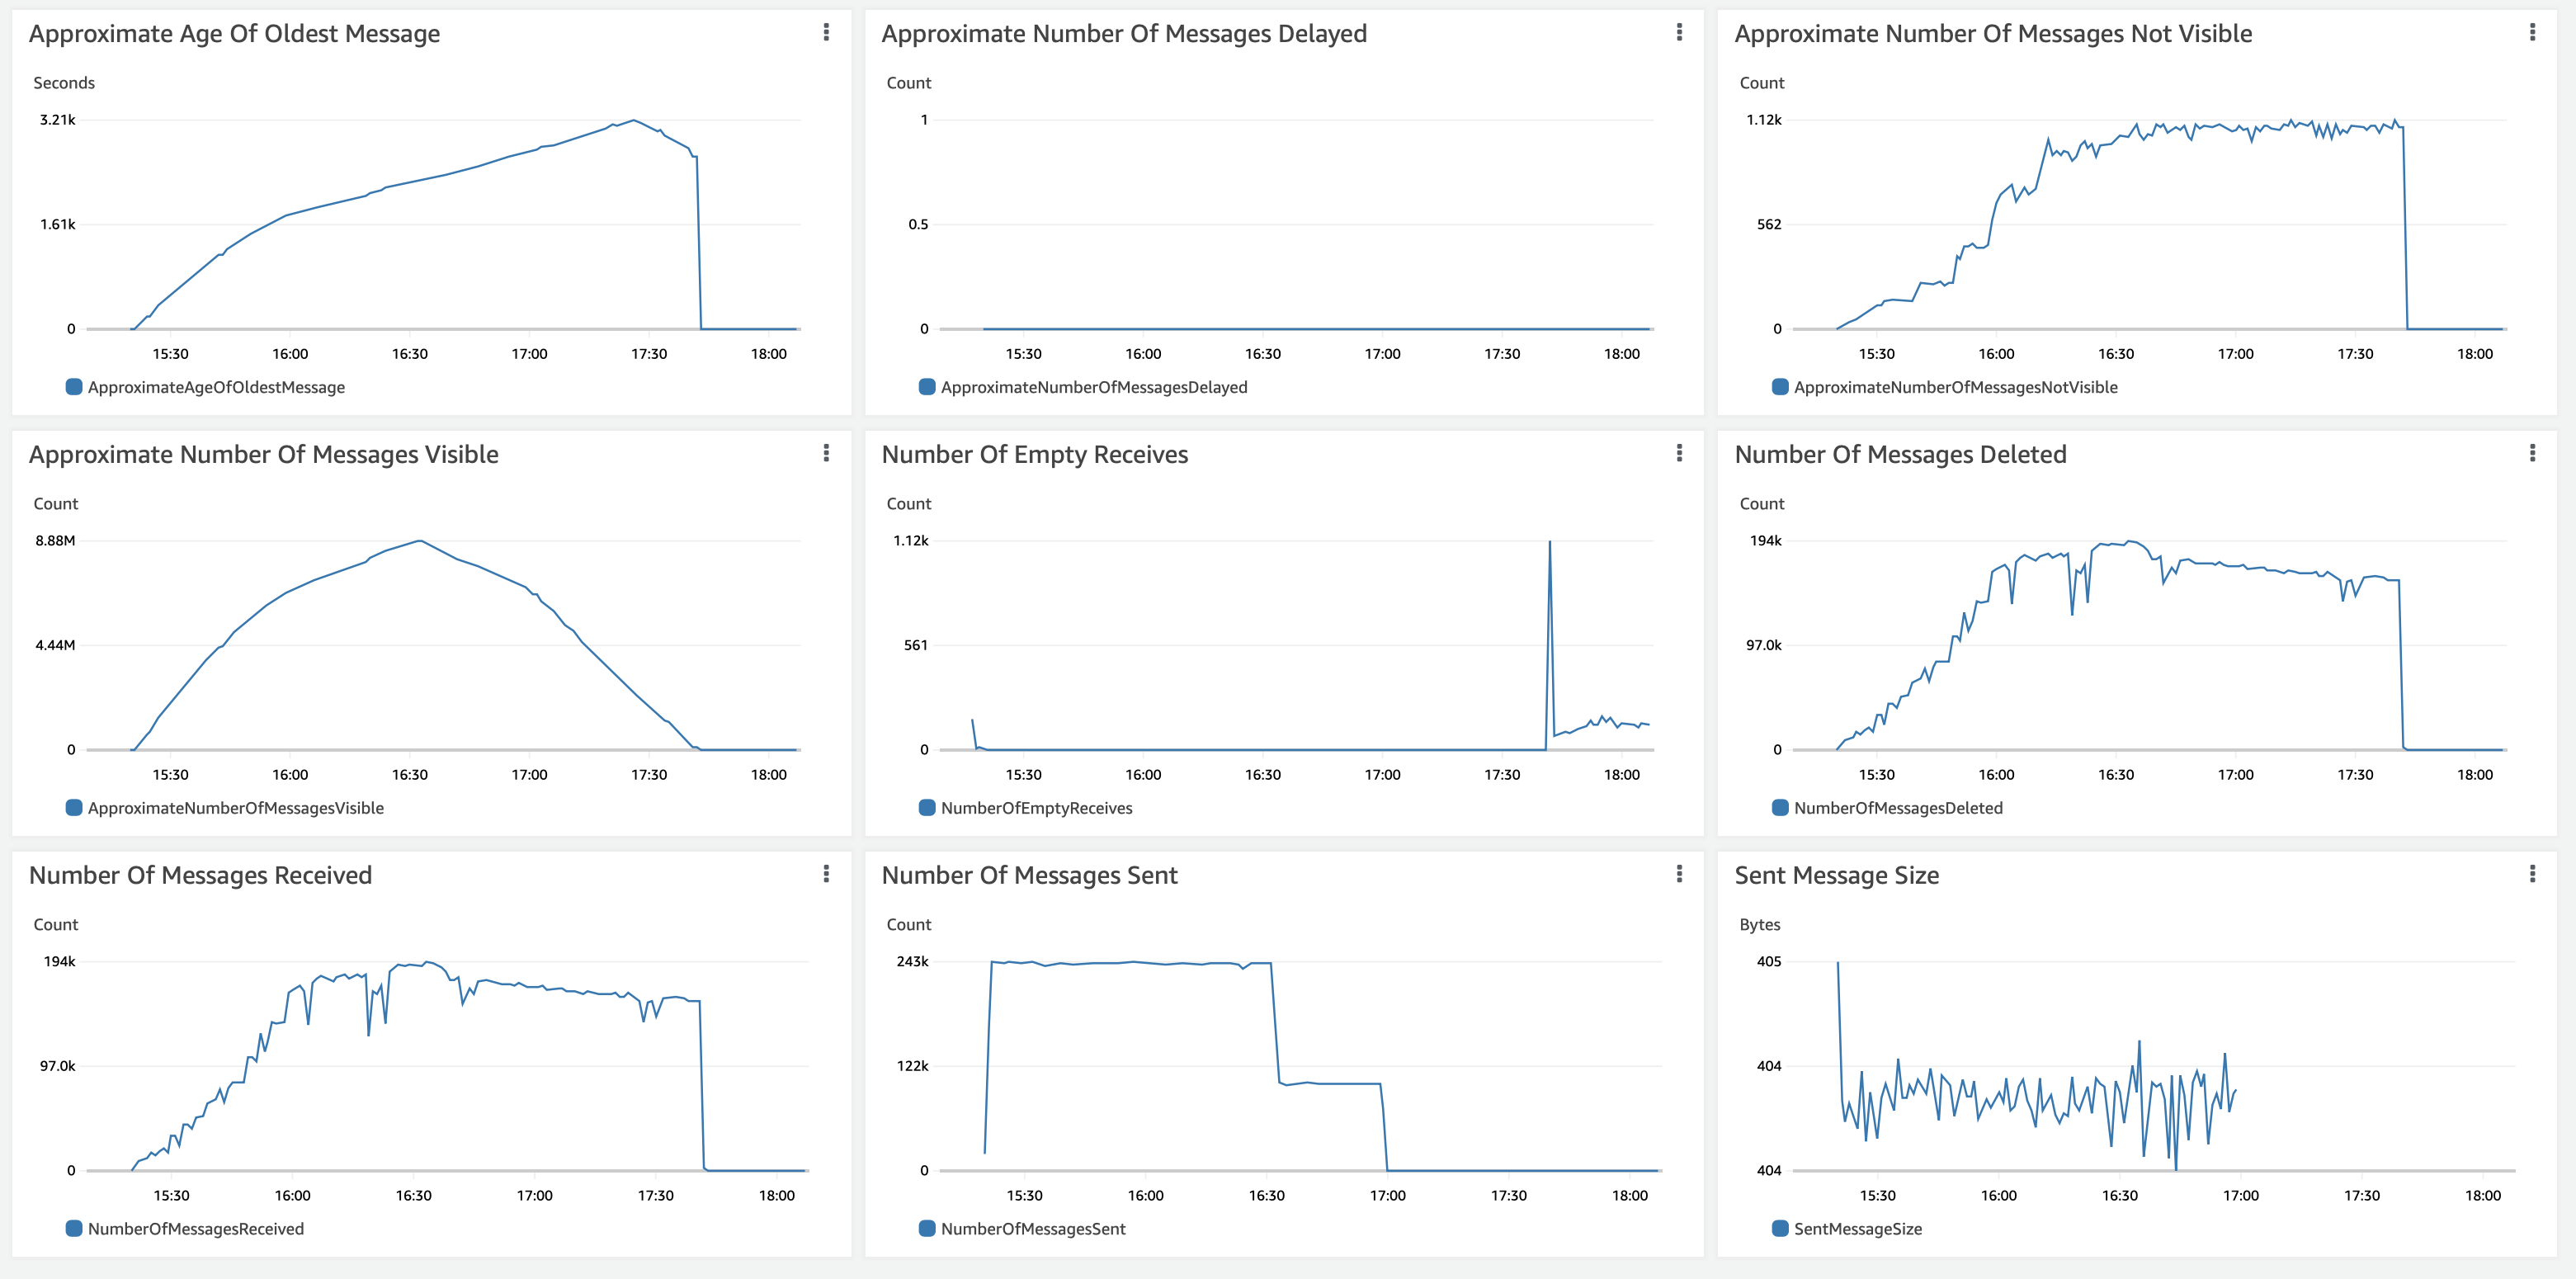 Approximate Age Of Oldest Message
Seconds
3.21k
1.61k
0
15:30 16:00 16:30 17:00 17:30 18:00
ApproximateAgeOfOldestMessage
Approximate Number Of Messages Delayed
Count
1
0.5
0
15:30 16:00 16:30 17:00 17:30 18:00
ApproximateNumberOfMessagesDelayed
Approximate Number Of Messages Not Visible
Count
1.12k
562
0
15:30 16:00 16:30 17:00 17:30 18:00
ApproximateNumberOfMessagesNotVisible
Approximate Number Of Messages Visible
Count
8.88M
4.44M
0
15:30 16:00 16:30 17:00 17:30 18:00
ApproximateNumberOfMessagesVisible
Number Of Empty Receives
Count
1.12k
561
0
15:30 16:00 16:30 17:00 17:30 18:00
NumberOfEmptyReceives
Number Of Messages Deleted
Count
194k
97.0k
0
15:30 16:00 16:30 17:00 17:30 18:00
NumberOfMessagesDeleted
Number Of Messages Received
Count
194k
97.0k
0
15:30 16:00 16:30 17:00 17:30 18:00
NumberOfMessagesReceived
Number Of Messages Sent
Count
243k
122k
0
15:30 16:00 16:30 17:00 17:30 18:00
NumberOfMessagesSent
Sent Message Size
Bytes
405
404
404
15:30 16:00 16:30 17:00 17:30 18:00
SentMessageSize